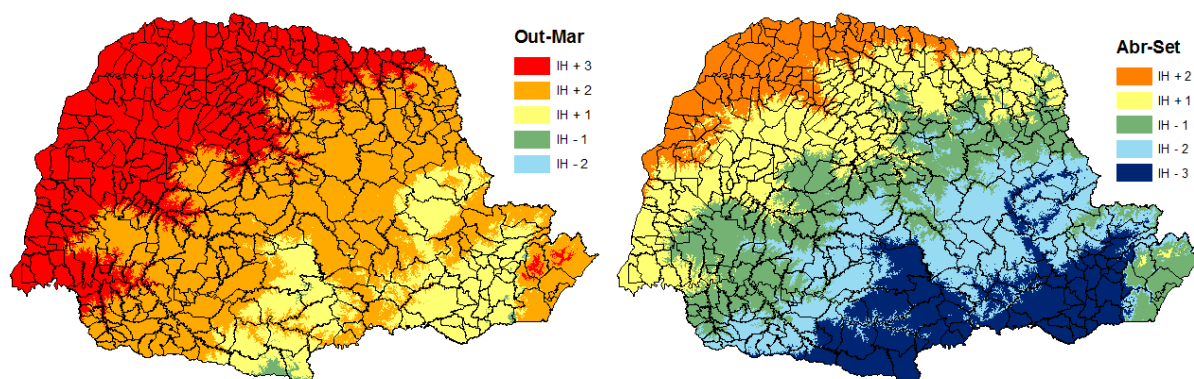 Out-Mar
IH + 3
IH + 2
IH + 1
IH - 1
IH - 2
Abr-Set
IH + 2
IH + 1
IH - 1
IH - 2
IH - 3